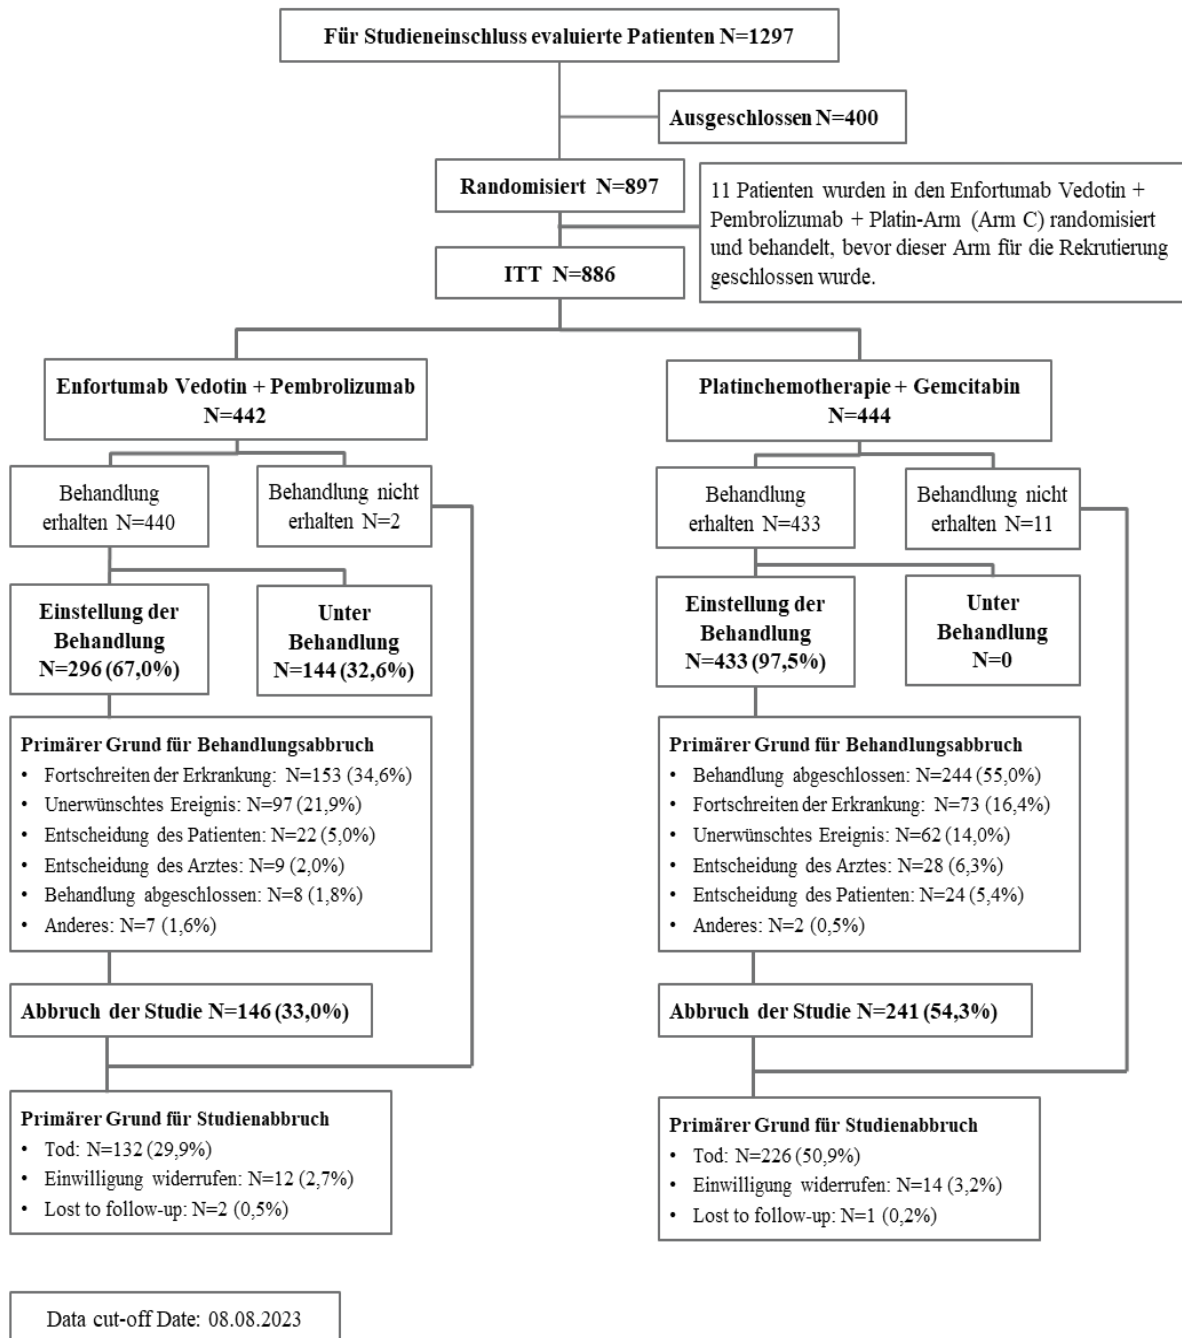 Für Studieneinschluss evaluierte Patienten N=1297
Ausgeschlossen N=400
Randomisiert N=897
11 Patienten wurden in den Enfortumab Vedotin +
Pembrolizumab + Platin-Arm (Arm C) randomisiert
und behandelt, bevor dieser Arm für die Rekrutierung
geschlossen wurde.
ITT N=886
Enfortumab Vedotin + Pembrolizumab
N=442
Platinchemotherapie + Gemcitabin
N=444
Behandlung
erhalten N=440
Behandlung nicht
erhalten N=2
Behandlung
erhalten N=433
Behandlung nicht
erhalten N=11
Einstellung der
Behandlung
N=296 (67,0%)
Unter
Behandlung
N=144 (32,6%)
Einstellung der
Behandlung
N=433 (97,5%)
Unter
Behandlung
N=0
Primärer Grund für Behandlungsabbruch
• Fortschreiten der Erkrankung: N=153 (34,6%)
• Unerwünschtes Ereignis: N=97 (21,9%)
• Entscheidung des Patienten: N=22 (5,0%)
• Entscheidung des Arztes: N=9 (2,0%)
• Behandlung abgeschlossen: N=8 (1,8%)
• Anderes: N=7 (1,6%)
Primärer Grund für Behandlungsabbruch
• Behandlung abgeschlossen: N=244 (55,0%)
• Fortschreiten der Erkrankung: N=73 (16,4%)
• Unerwünschtes Ereignis: N=62 (14,0%)
• Entscheidung des Arztes: N=28 (6,3%)
• Entscheidung des Patienten: N=24 (5,4%)
• Anderes: N=2 (0,5%)
Abbruch der Studie N=146 (33,0%)
Abbruch der Studie N=241 (54,3%)
Primärer Grund für Studienabbruch
• Tod: N=132 (29,9%)
• Einwilligung widerrufen: N=12 (2,7%)
• Lost to follow-up: N=2 (0,5%)
Primärer Grund für Studienabbruch
• Tod: N=226 (50,9%)
• Einwilligung widerrufen: N=14 (3,2%)
• Lost to follow-up: N=1 (0,2%)
Data cut-off Date: 08.08.2023